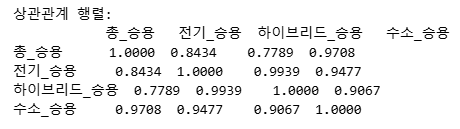 상관관계 행렬:
총_승용 전기_승용 하이브리드_승용 수소_승용
총_승용 1.0000 0.8434 0.7789 0.9708
전기_승용 0.8434 1.0000 0.9939 0.9477
하이브리드_승용 0.7789 0.9939 1.0000 0.9067
수소_승용 0.9708 0.9477 0.9067 1.0000